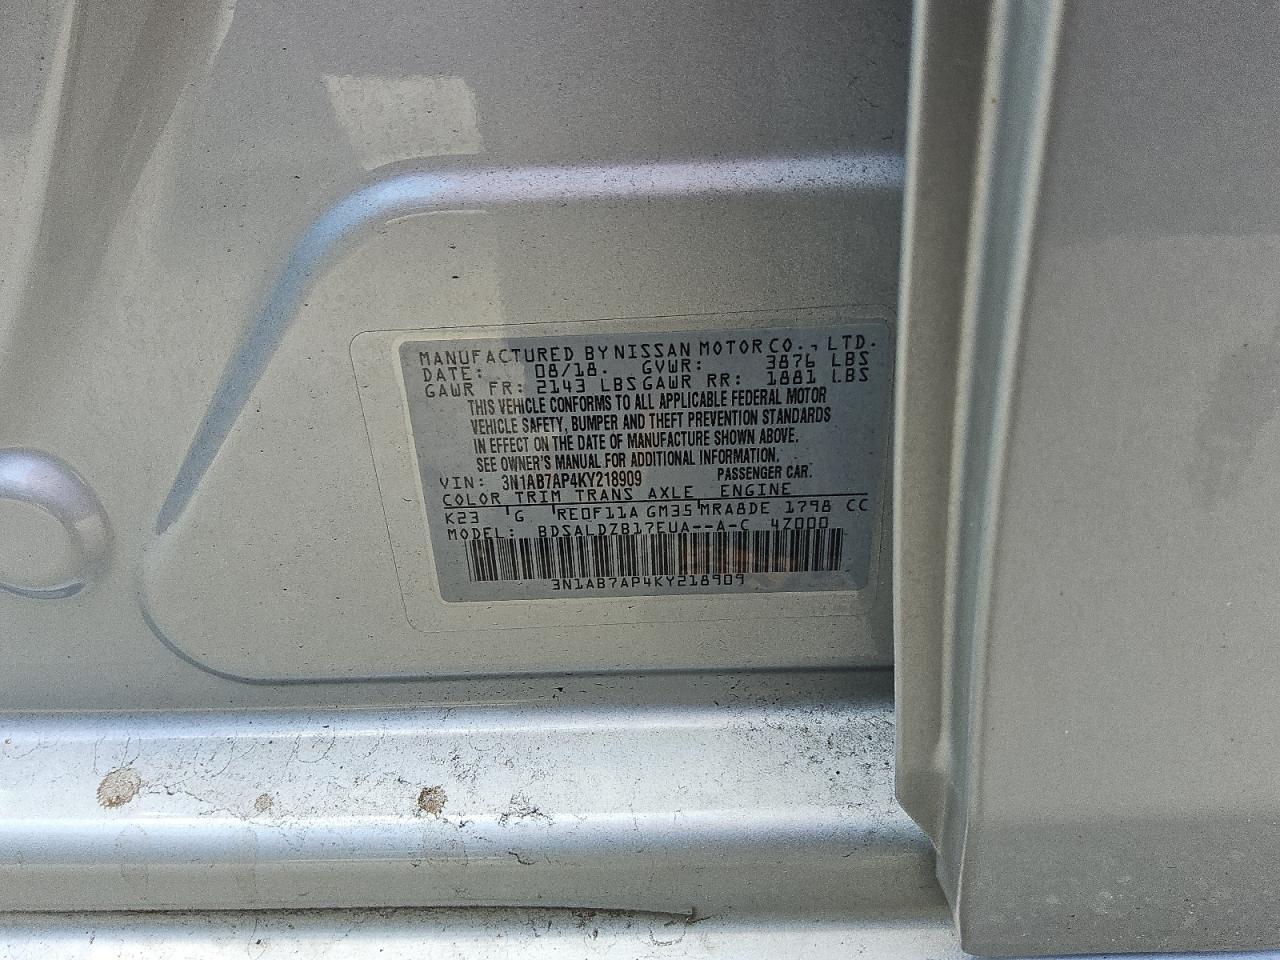 MANUFACTURED BY NISSAN MOTOR CO., LTD.
DATE: 08/18. GVWR: 3876 LBS
GAWR FR: 2143 LBS GAWR RR: 1881 LBS
THIS VEHICLE CONFORMS TO ALL APPLICABLE FEDERAL MOTOR
VEHICLE SAFETY, BUMPER AND THEFT PREVENTION STANDARDS
IN EFFECT ON THE DATE OF MANUFACTURE SHOWN ABOVE.
SEE OWNER'S MANUAL FOR ADDITIONAL INFORMATION.
VIN: 3N1AB7AP4KY218909 PASSENGER CAR.
COLOR TRIM TRANS AXLE ENGINE
K23 G RE0F11A GM35 MRA8DE 1798 CC
MODEL: BDSALDZB17EUA--A-C 4Z000
3N1AB7AP4KY218909